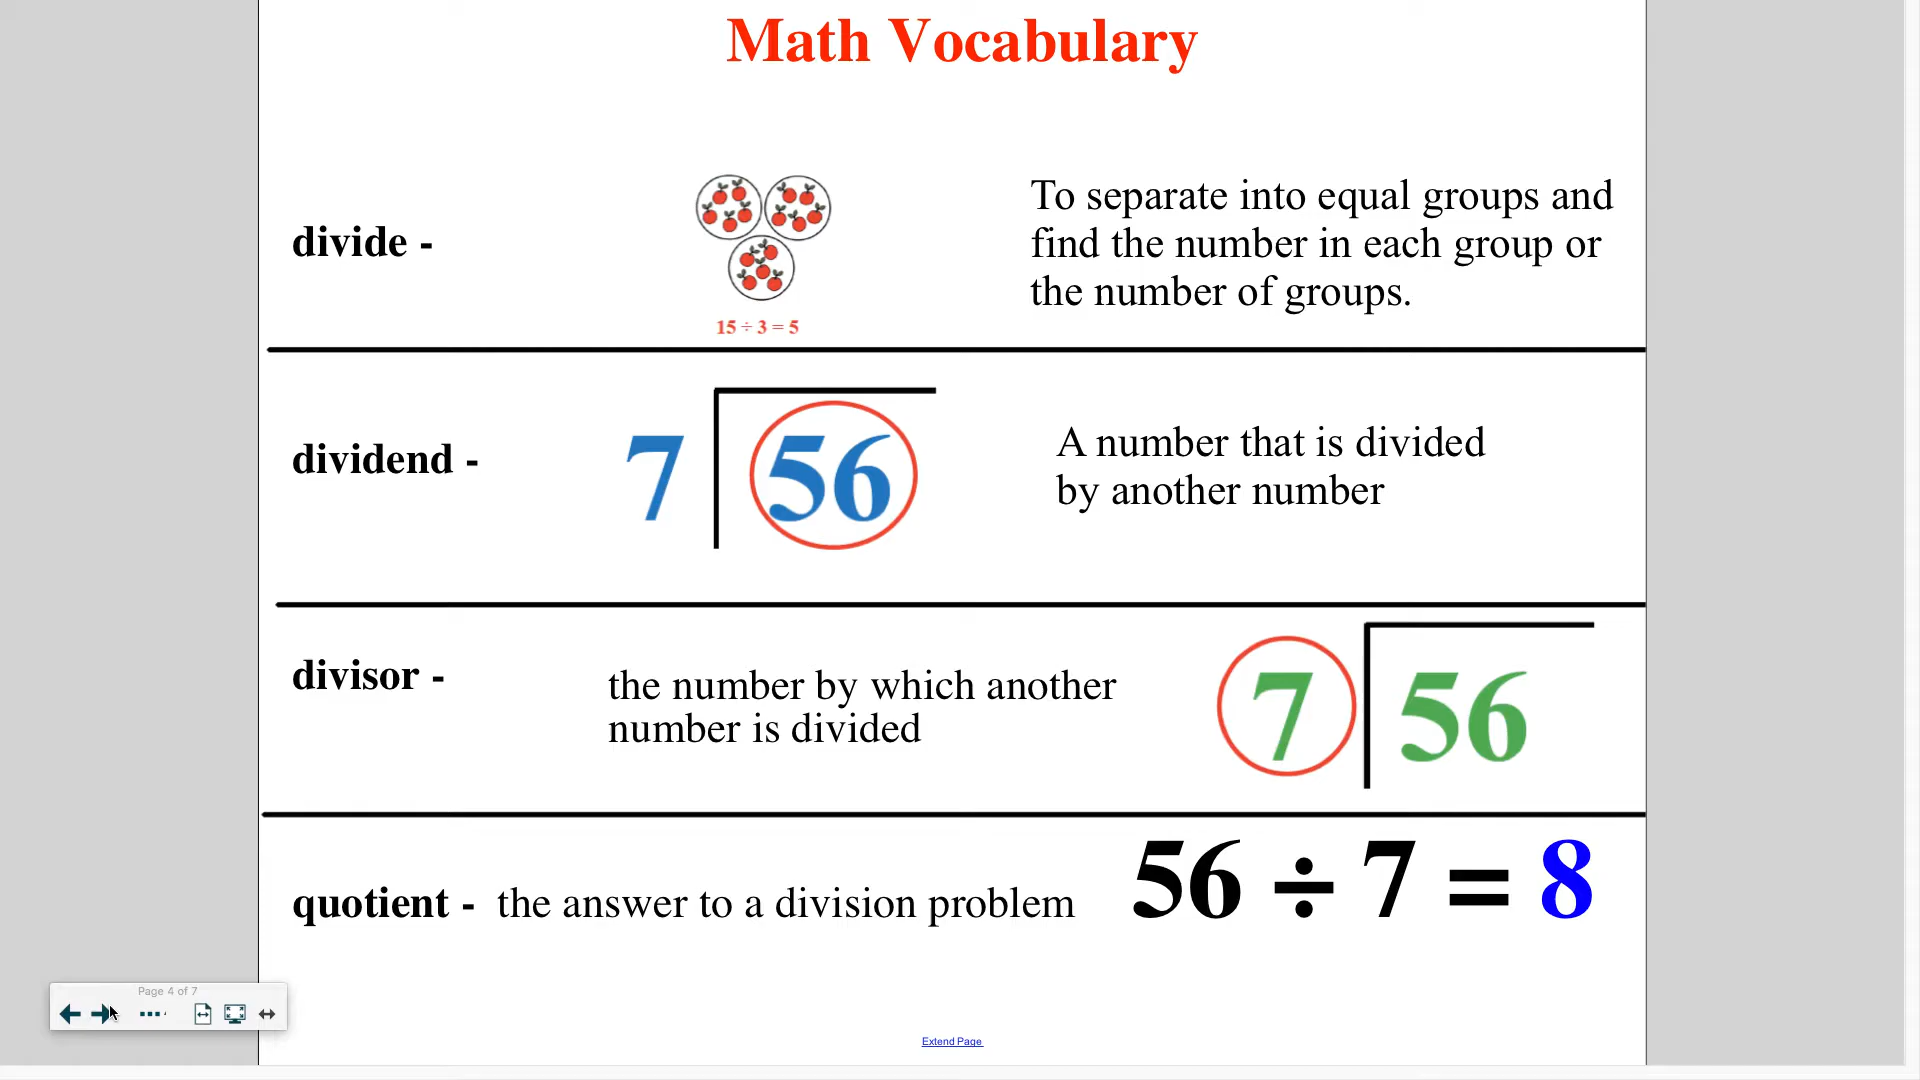 Math Vocabulary
divide -
15 ÷ 3 = 5
To separate into equal groups and
find the number in each group or
the number of groups.
dividend -
7 56
A number that is divided
by another number
divisor -
the number by which another
number is divided
7 56
quotient - the answer to a division problem
56 ÷ 7 = 8
Page 4 of 7
Extend Page